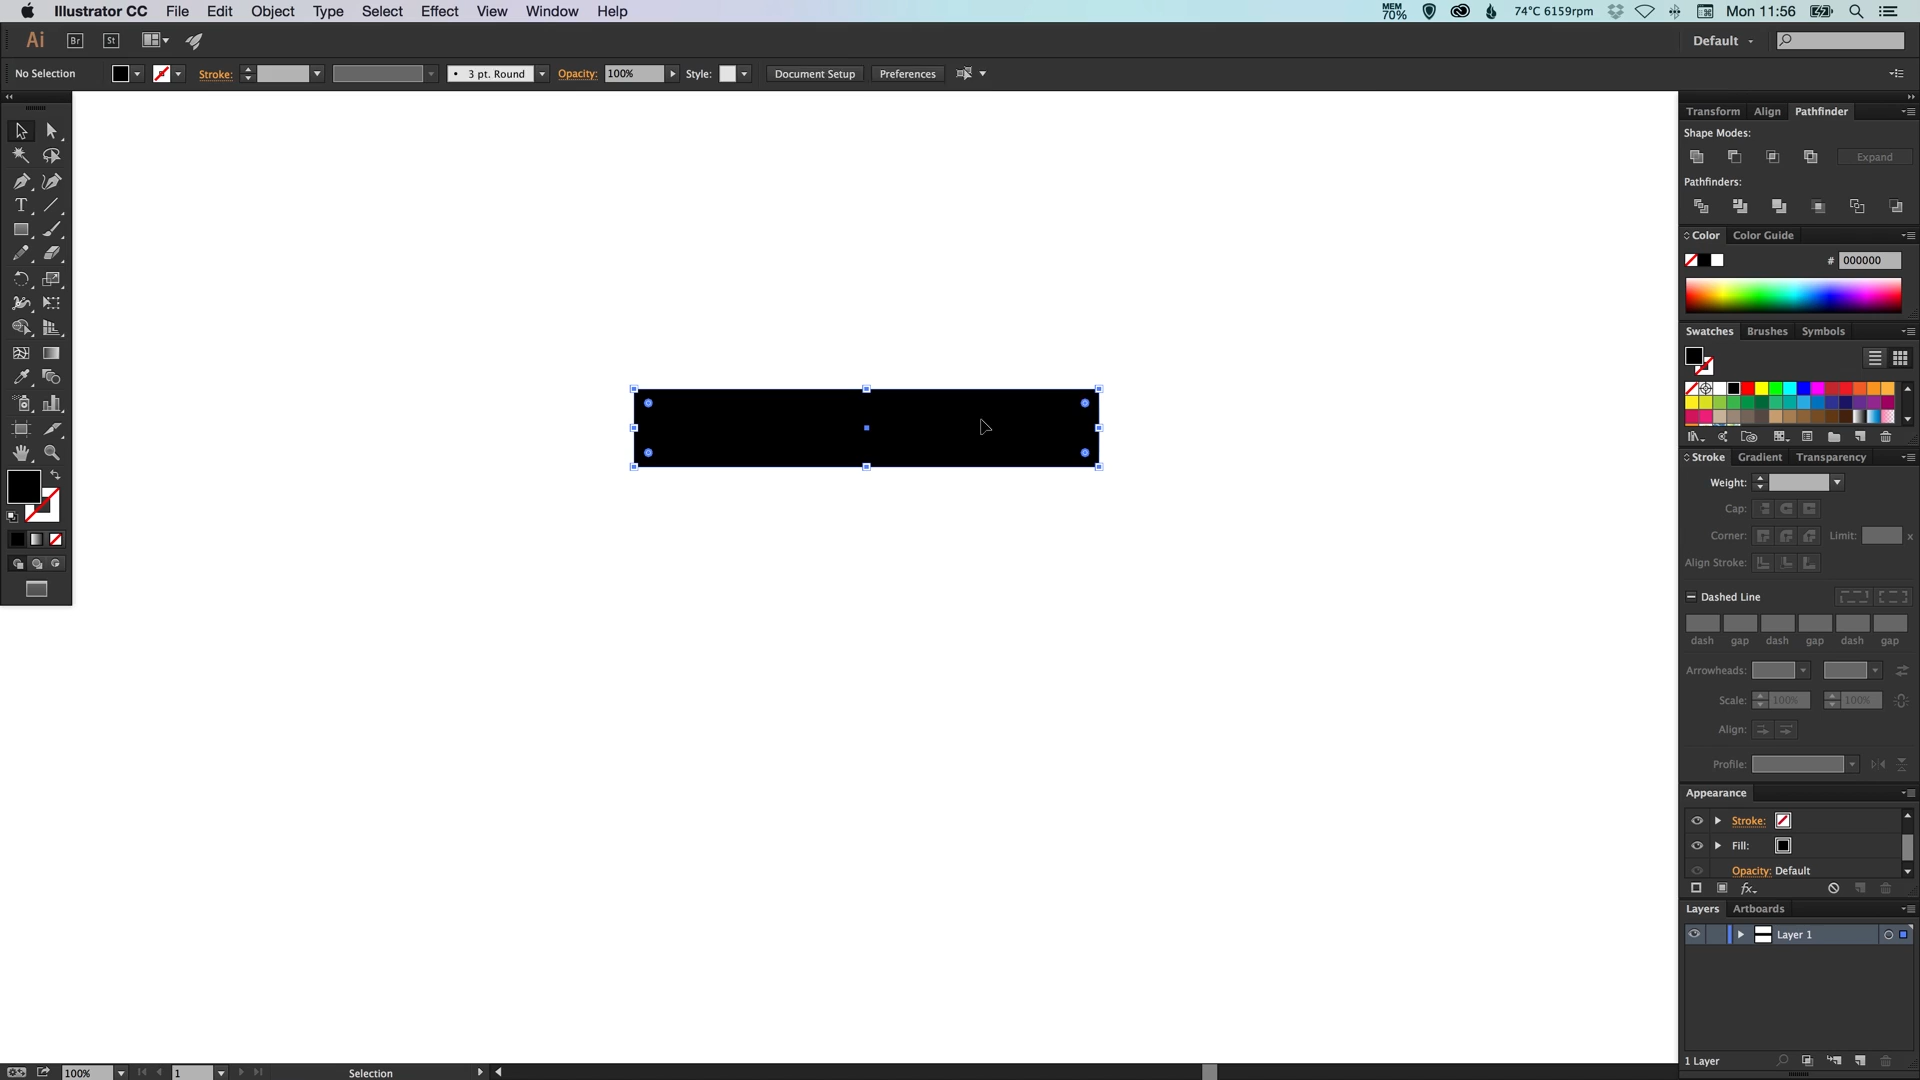 Illustrator CC File Edit Object Type Select Effect View Window Help MEM 70% 74°C 6159rpm Mon 11:56
Ai Br St Default
No Selection Stroke: 3 pt. Round Opacity: 100% Style: Document Setup Preferences
Transform Align Pathfinder
Shape Modes:
Expand
Pathfinders:
Color Color Guide
# 000000
Swatches Brushes Symbols
T
Stroke Gradient Transparency
Weight:
Cap:
Corner: Limit: x
Align Stroke:
Dashed Line
dash gap dash gap dash gap
Arrowheads:
Scale: 100% 100%
Align:
Profile:
Appearance
Stroke:
Fill:
Opacity: Default
fx
Layers Artboards
Layer 1
1 Layer
100% 1 Selection